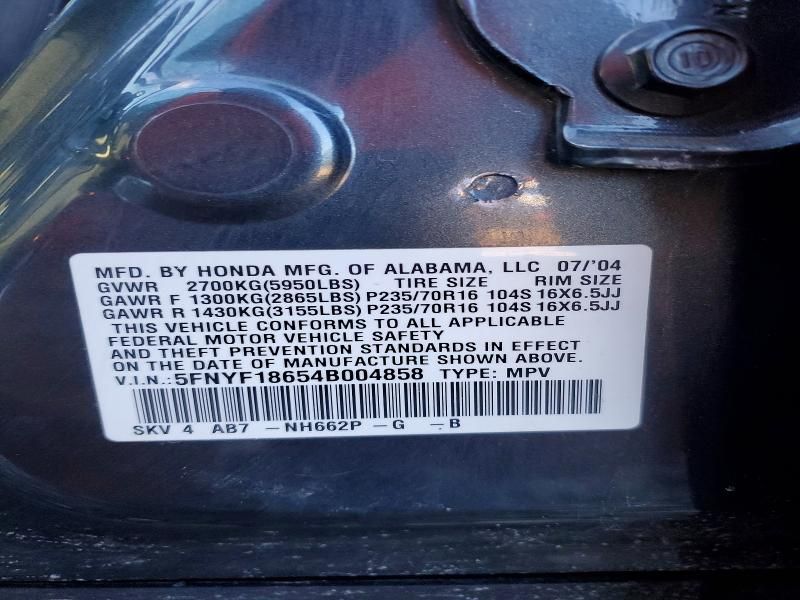 10
MFD. BY HONDA MFG. OF ALABAMA, LLC 07/'04
GVWR 2700KG(5950LBS) TIRE SIZE RIM SIZE
GAWR F 1300KG(2865LBS) P235/70R16 104S 16X6.5JJ
GAWR R 1430KG(3155LBS) P235/70R16 104S 16X6.5JJ
THIS VEHICLE CONFORMS TO ALL APPLICABLE
FEDERAL MOTOR VEHICLE SAFETY
AND THEFT PREVENTION STANDARDS IN EFFECT
ON THE DATE OF MANUFACTURE SHOWN ABOVE.
V.I.N.: 5FNYF18654B004858 TYPE: MPV
SKV 4 AB7 -NH662P -G -.B